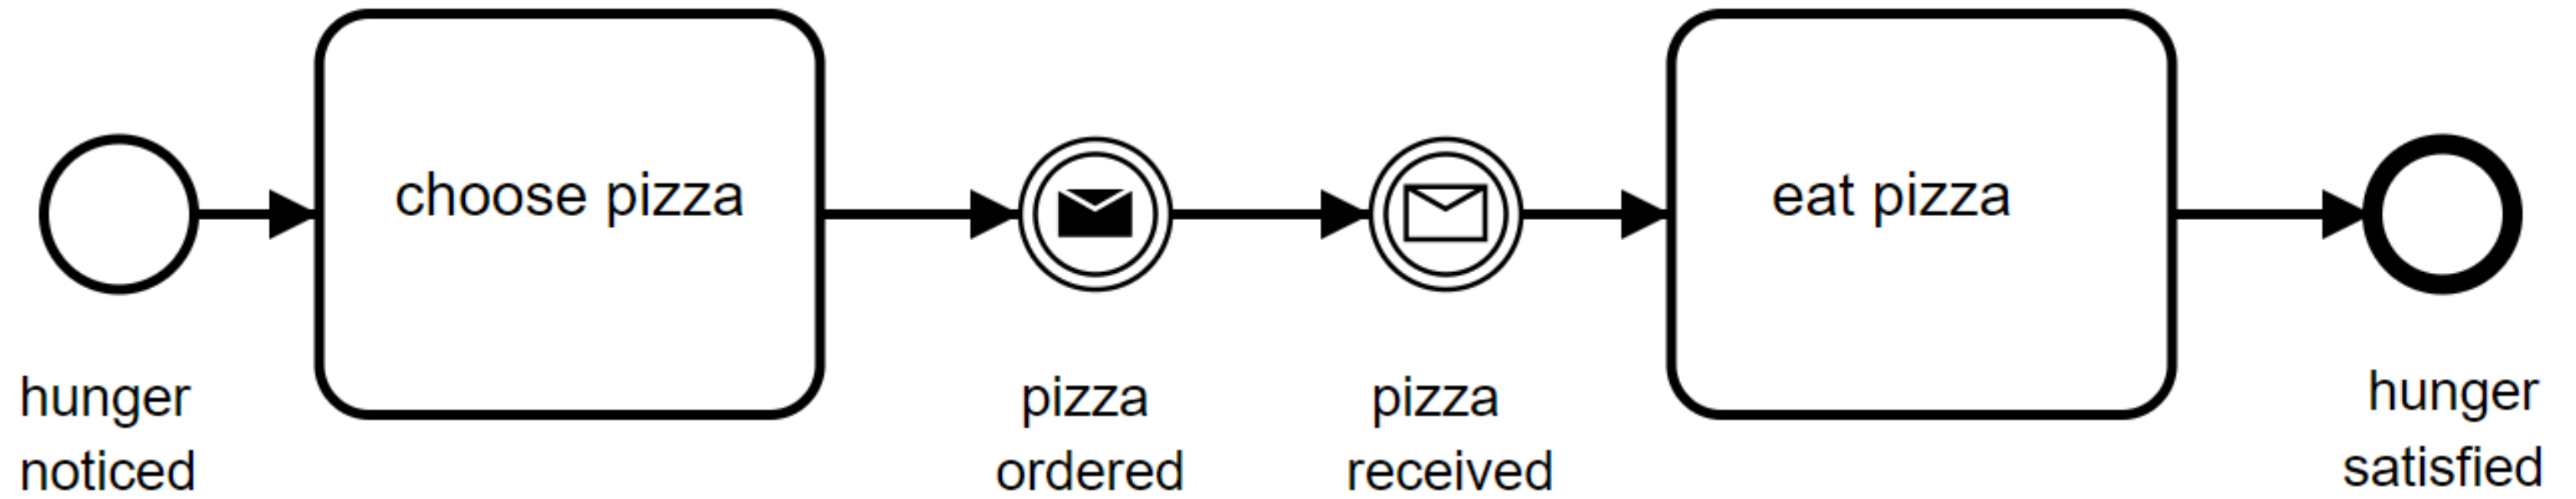 choose pizza
eat pizza
hunger
noticed
pizza
ordered
pizza
received
hunger
satisfied